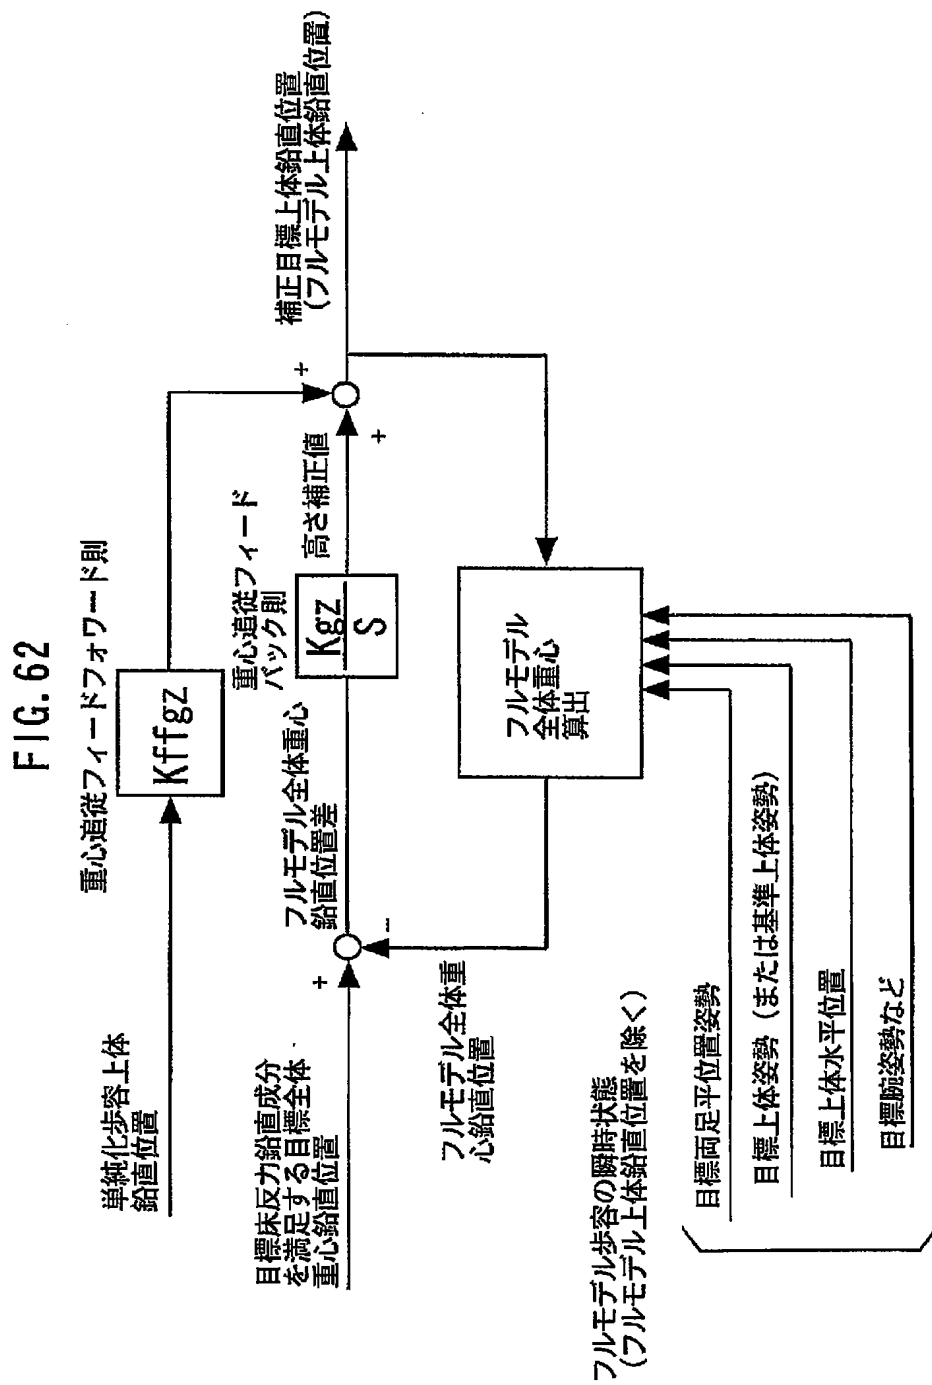 FIG.62
重心追従フィードフォワード則
Kffgz
単純化歩容上体
鉛直位置
補正目標上体鉛直位置
(フルモデル上体鉛直位置)
+
+
高さ補正値
重心追従フィード
バック則
Kgz
S
フルモデル全体重心
鉛直位置差
+
-
目標床反力鉛直成分
を満足する目標全体
重心鉛直位置
フルモデル
全体重心
算出
フルモデル全体重
心鉛直位置
フルモデル歩容の瞬時状態
(フルモデル上体鉛直位置を除く)
目標両足平位置姿勢
目標上体姿勢(または基準上体姿勢)
目標上体水平位置
目標腕姿勢など